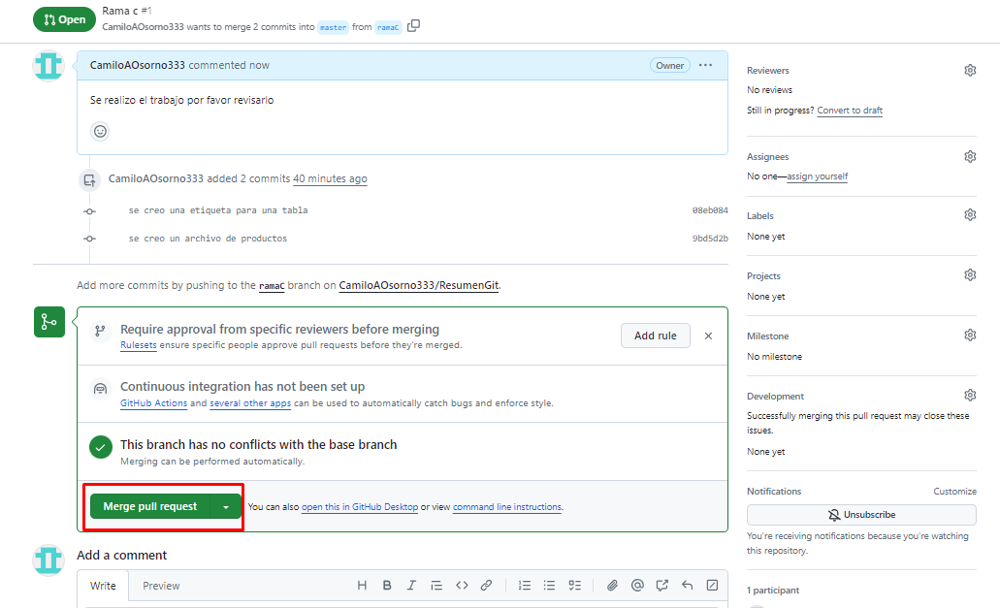 Open
Rama c #1
CamiloAOsorno333 wants to merge 2 commits into master from ramaC
CamiloAOsorno333 commented now
Owner
Se realizo el trabajo por favor revisarlo
CamiloAOsorno333 added 2 commits 40 minutes ago
se creo una etiqueta para una tabla 08eb084
se creo un archivo de productos 9bd5d2b
Add more commits by pushing to the ramaC branch on CamiloAOsorno333/ResumenGit.
Require approval from specific reviewers before merging
Rulesets ensure specific people approve pull requests before they're merged.
Add rule
Continuous integration has not been set up
GitHub Actions and several other apps can be used to automatically catch bugs and enforce style.
This branch has no conflicts with the base branch
Merging can be performed automatically.
Merge pull request
You can also open this in GitHub Desktop or view command line instructions.
Add a comment
Write Preview
Reviewers
No reviews
Still in progress? Convert to draft
Assignees
No one—assign yourself
Labels
None yet
Projects
None yet
Milestone
No milestone
Development
Successfully merging this pull request may close these
issues.
None yet
Notifications Customize
Unsubscribe
You're receiving notifications because you're watching
this repository.
1 participant